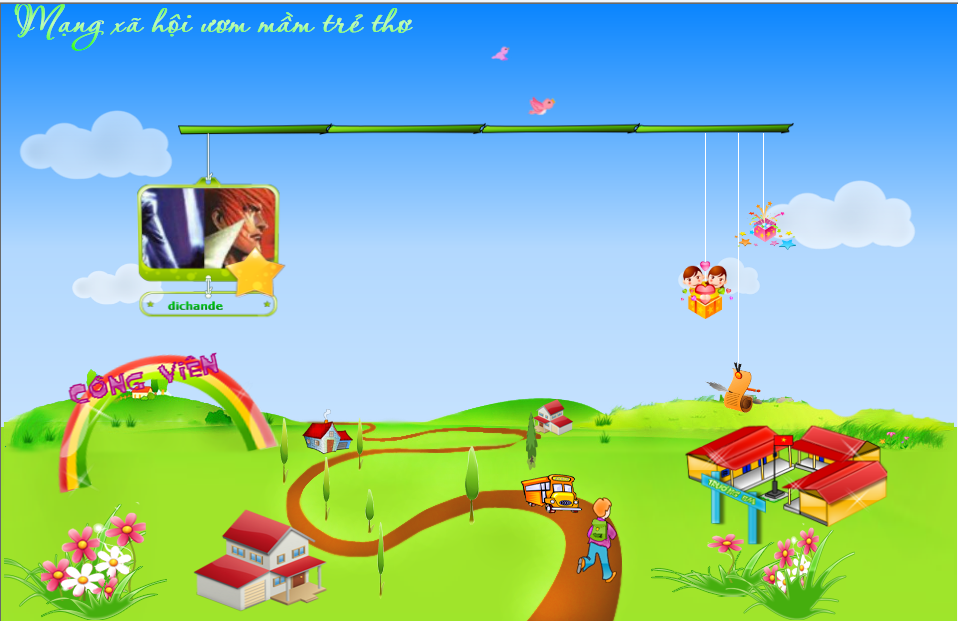 Mạng xã hội ươm mầm trẻ thơ
dichande
CÔNG VIÊN